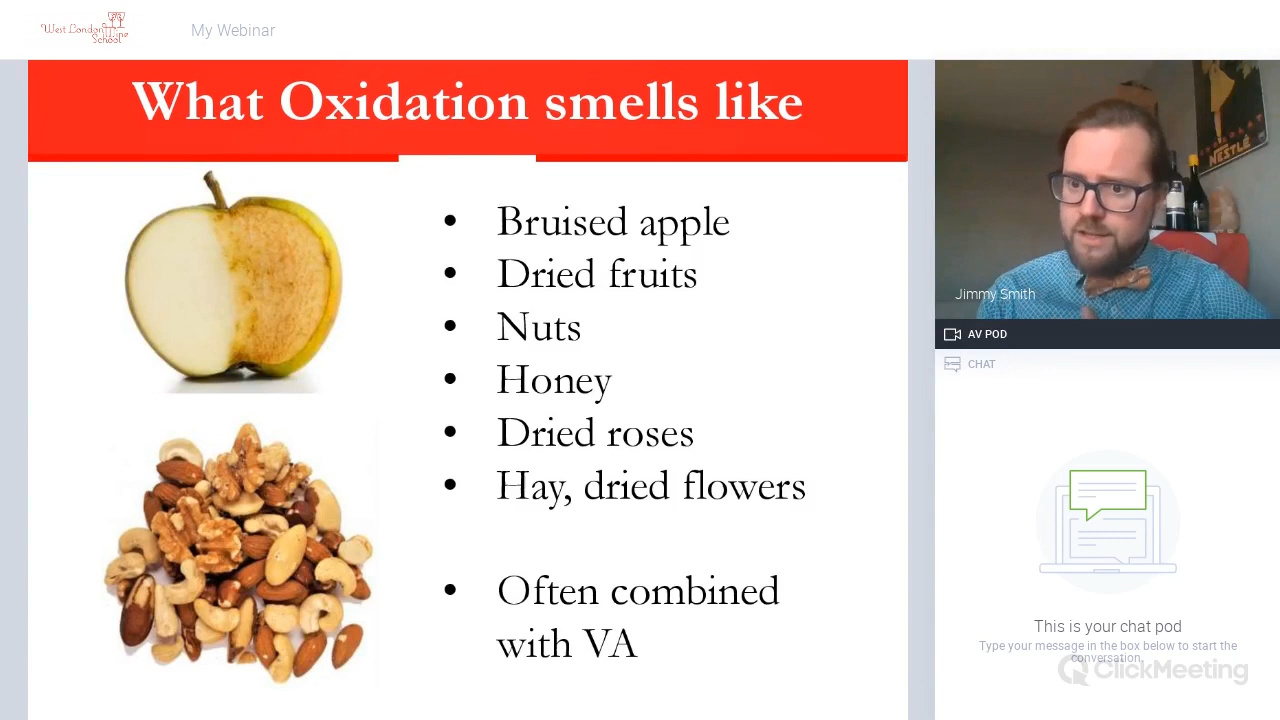 West London
Wine
School
My Webinar
What Oxidation smells like
• Bruised apple
• Dried fruits
• Nuts
• Honey
• Dried roses
• Hay, dried flowers
• Often combined
with VA
NESTLÉ
Jimmy Smith
AV POD
CHAT
This is your chat pod
Type your message in the box below to start the
conversation.
ClickMeeting